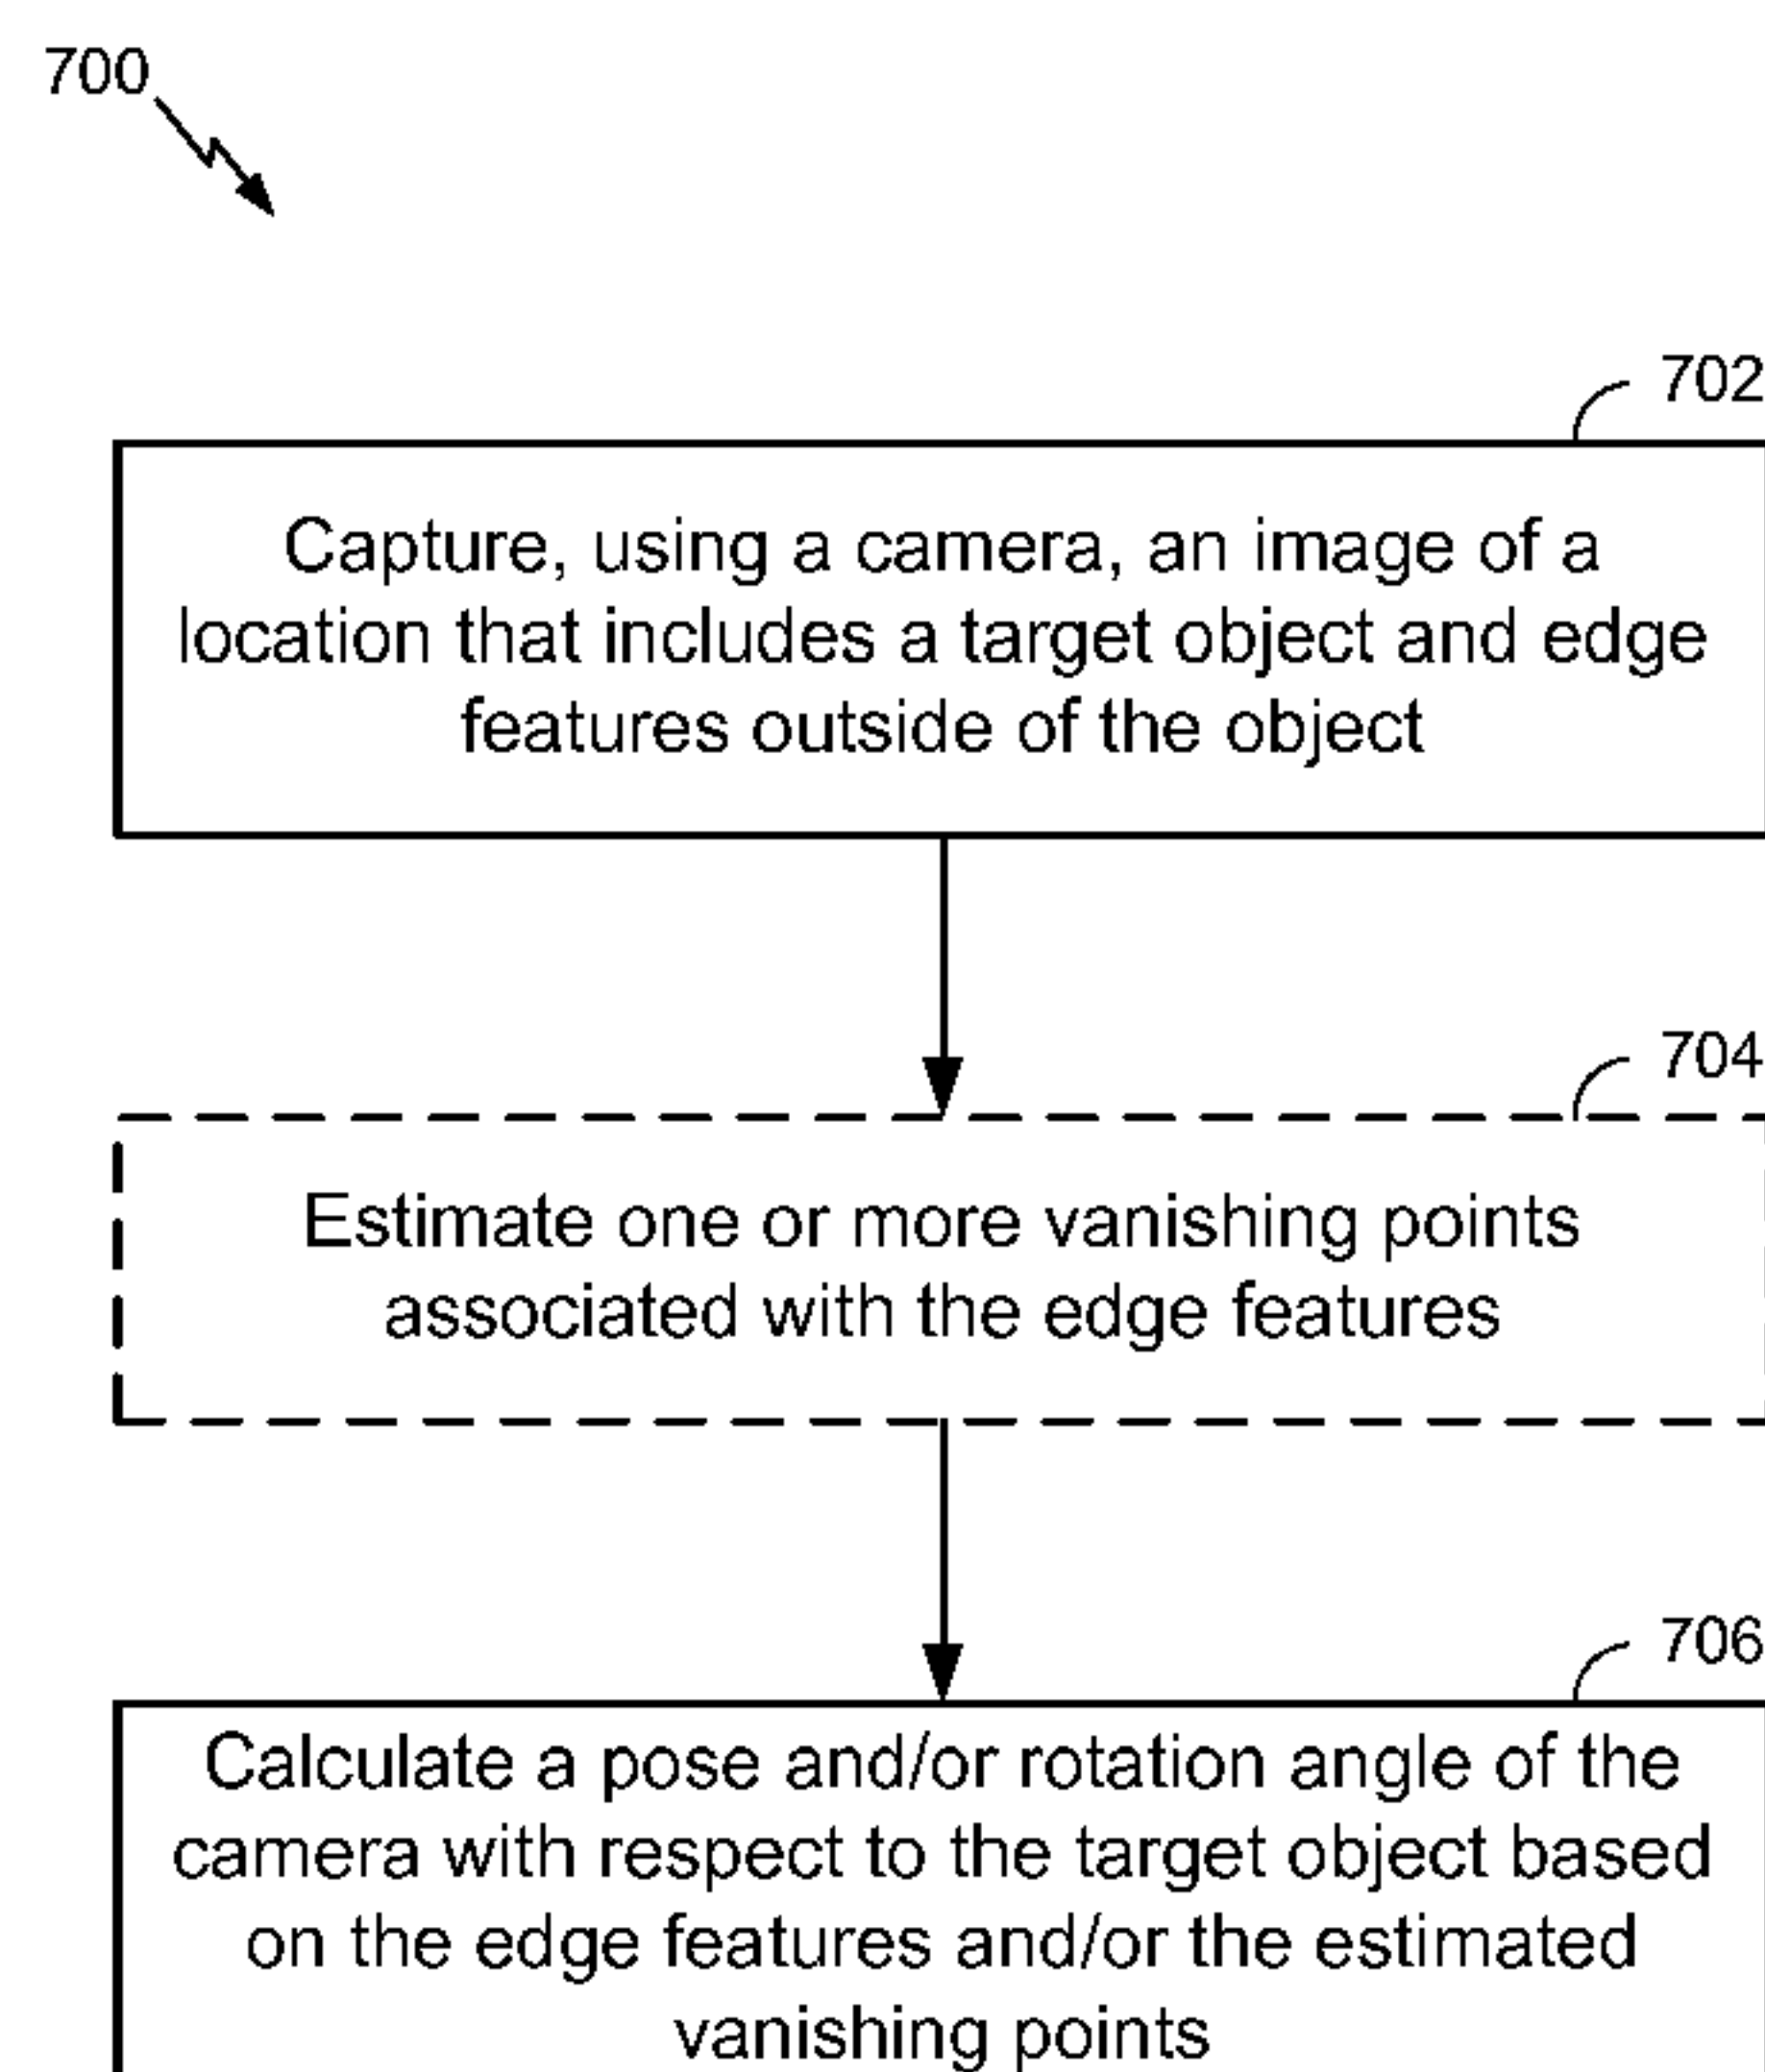 700
702
Capture, using a camera, an image of a
location that includes a target object and edge
features outside of the object
704
Estimate one or more vanishing points
associated with the edge features
706
Calculate a pose and/or rotation angle of the
camera with respect to the target object based
on the edge features and/or the estimated
vanishing points